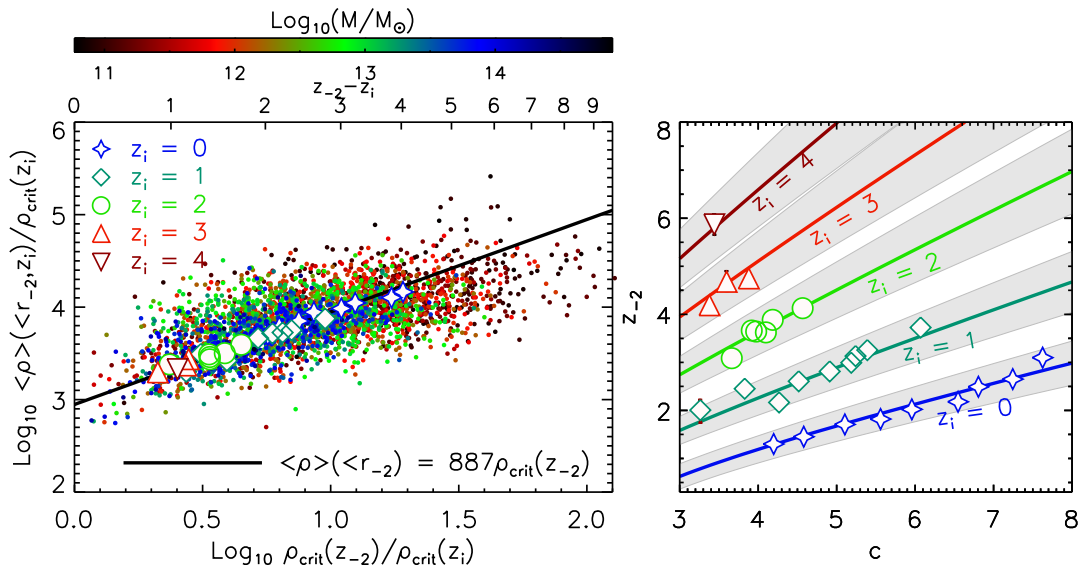 Log₁₀(M/M☉)
11 12 13 14
z₋₂−zᵢ
0 1 2 3 4 5 6 7 8 9
Log₁₀ <ρ>(<r₋₂,zᵢ)/ρcrit(zᵢ)
6
5
4
3
2
zᵢ = 0
zᵢ = 1
zᵢ = 2
zᵢ = 3
zᵢ = 4
<ρ>(<r₋₂) = 887ρcrit(z₋₂)
0.0 0.5 1.0 1.5 2.0
Log₁₀ ρcrit(z₋₂)/ρcrit(zᵢ)
z₋₂
8
6
4
2
zᵢ = 4
zᵢ = 3
zᵢ = 2
zᵢ = 1
zᵢ = 0
3 4 5 6 7 8
c